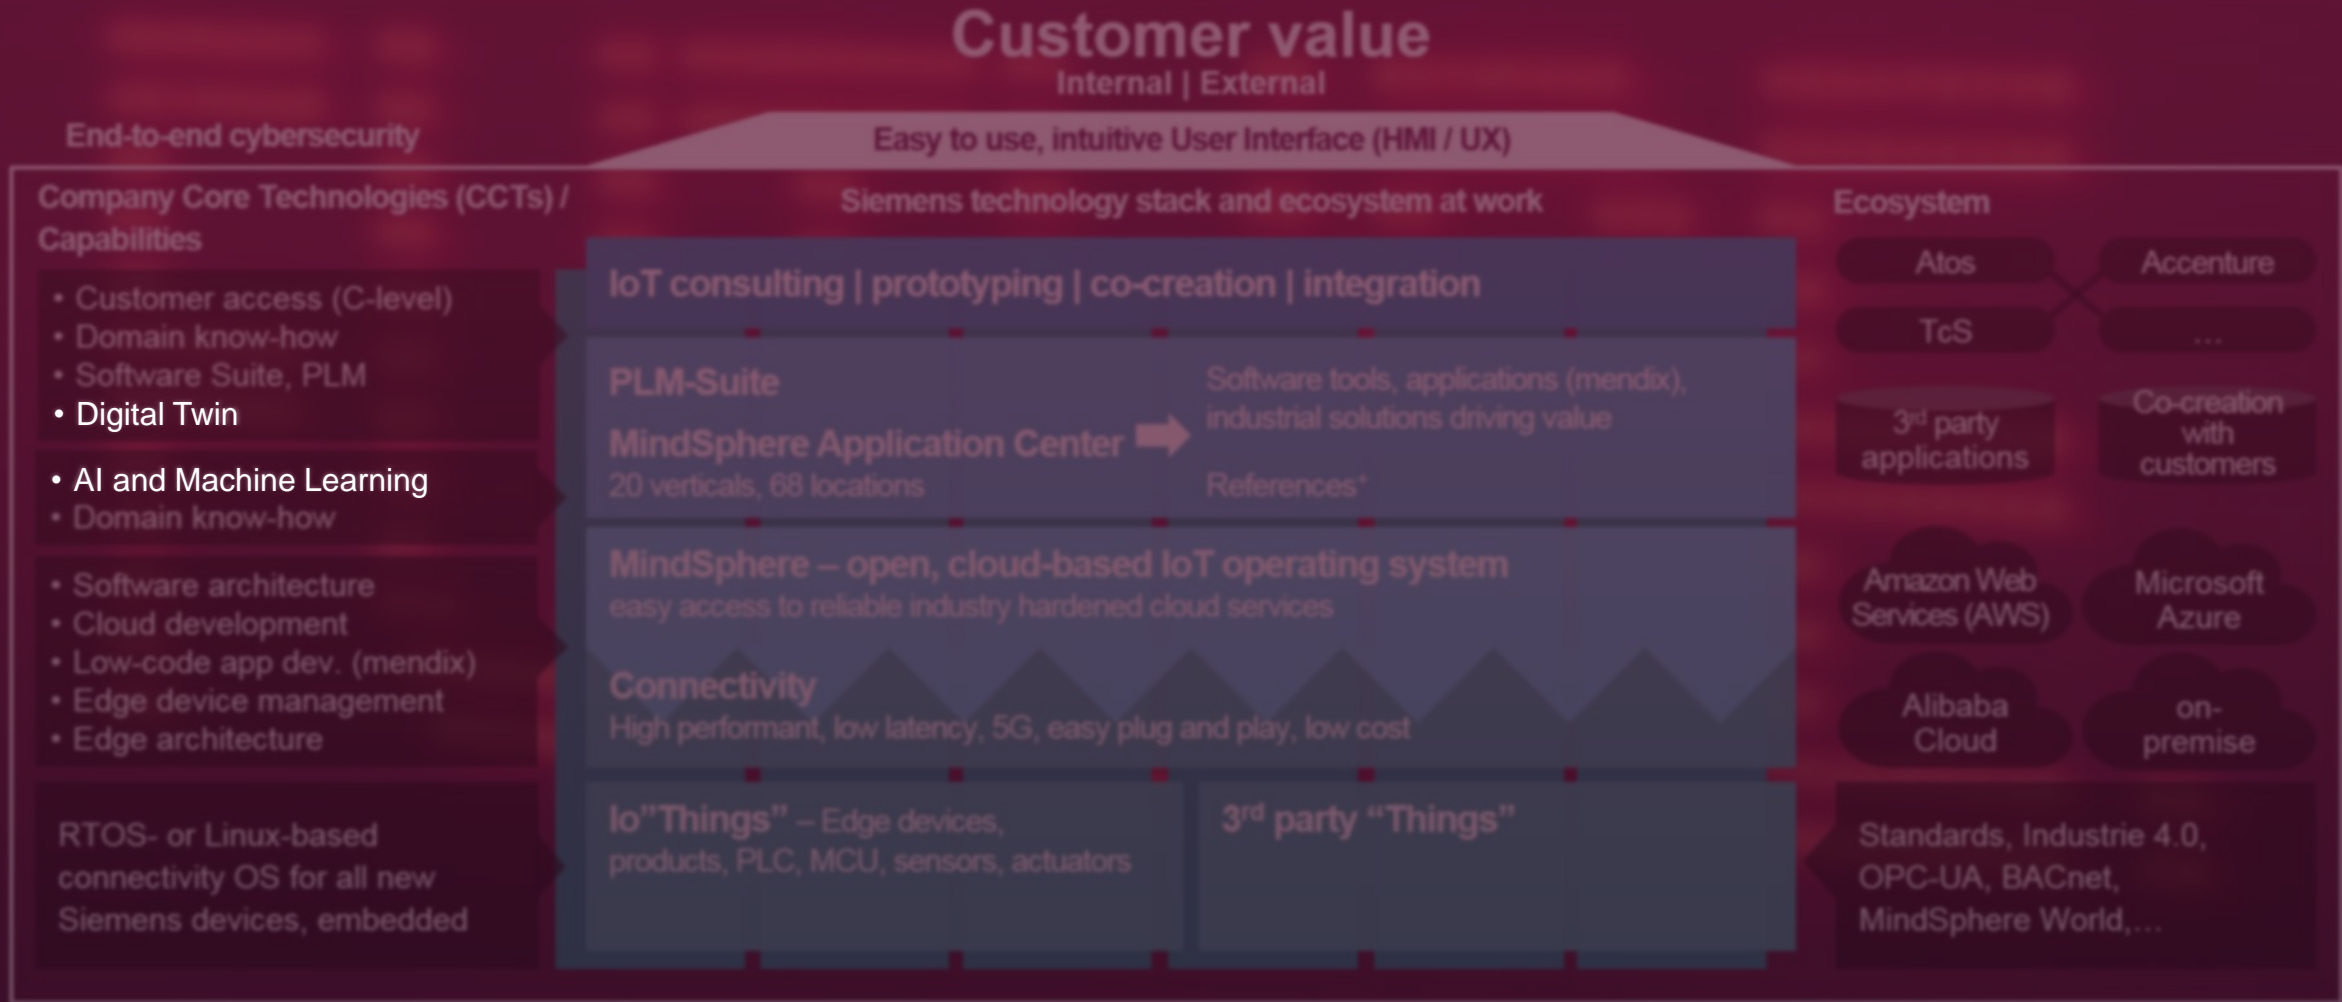 Customer value
Internal | External
End-to-end cybersecurity
Easy to use, intuitive User Interface (HMI / UX)
Company Core Technologies (CCTs) /
Capabilities
• Customer access (C-level)
• Domain know-how
• Software Suite, PLM
• Digital Twin
• AI and Machine Learning
• Domain know-how
• Software architecture
• Cloud development
• Low-code app dev. (mendix)
• Edge device management
• Edge architecture
RTOS- or Linux-based
connectivity OS for all new
Siemens devices, embedded
Siemens technology stack and ecosystem at work
IoT consulting | prototyping | co-creation | integration
PLM-Suite
MindSphere Application Center
20 verticals, 68 locations
Software tools, applications (mendix),
industrial solutions driving value
References*
MindSphere – open, cloud-based IoT operating system
easy access to reliable industry hardened cloud services
Connectivity
High performant, low latency, 5G, easy plug and play, low cost
Io”Things” – Edge devices,
products, PLC, MCU, sensors, actuators
3rd party “Things”
Ecosystem
Atos
Accenture
TcS
...
3rd party
applications
Co-creation
with
customers
Amazon Web
Services (AWS)
Microsoft
Azure
Alibaba
Cloud
on-
premise
Standards, Industrie 4.0,
OPC-UA, BACnet,
MindSphere World,...